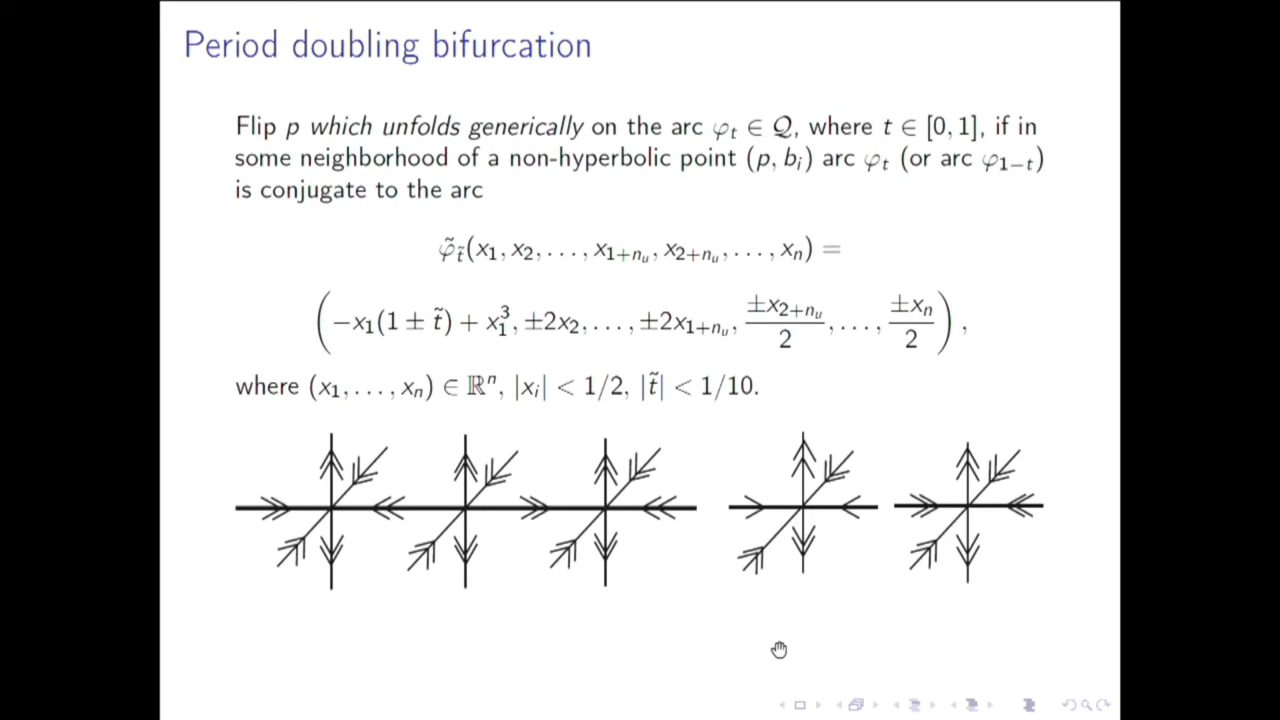 Period doubling bifurcation
Flip p which unfolds generically on the arc φ_t ∈ Q, where t ∈ [0, 1], if in
some neighborhood of a non-hyperbolic point (p, b_i) arc φ_t (or arc φ_{1−t})
is conjugate to the arc
φ̃_t̃(x_1, x_2, . . . , x_{1+n_u}, x_{2+n_u}, . . . , x_n) =
(−x_1(1 ± t̃) + x_1^3, ±2x_2, . . . , ±2x_{1+n_u}, ±x_{2+n_u}/2, . . . , ±x_n/2),
where (x_1, . . . , x_n) ∈ ℝ^n, |x_i| < 1/2, |t̃| < 1/10.